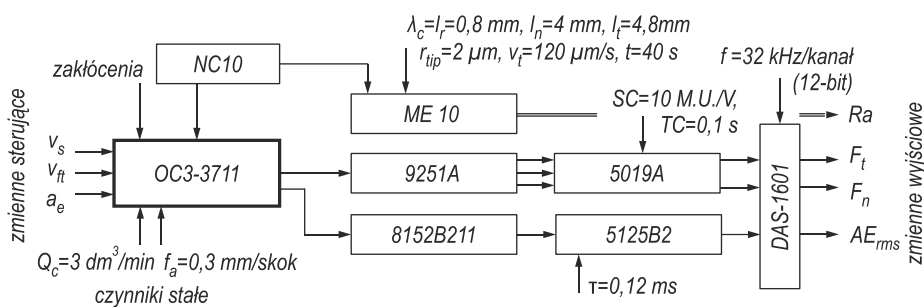 λc=lr=0,8 mm, ln=4 mm, lt=4,8mm
rtip=2 μm, vt=120 μm/s, t=40 s
f =32 kHz/kanał
(12-bit)
zakłócenia
NC10
ME 10
SC=10 M.U./V,
TC=0,1 s
Ra
zmienne sterujące
vs
vft
ae
OC3-3711
9251A
5019A
DAS-1601
Ft
Fn
AErms
zmienne wyjściowe
8152B211
5125B2
Qc=3 dm³/min fa=0,3 mm/skok
czynniki stałe
τ=0,12 ms